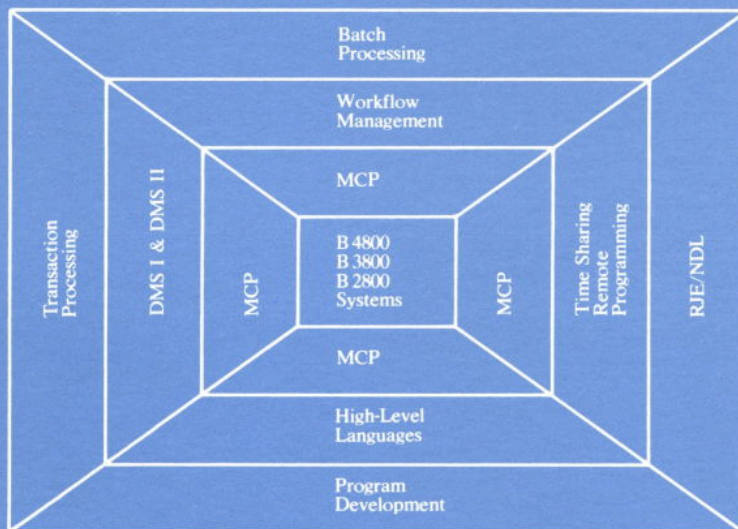 Batch
Processing
Workflow
Management
MCP
Transaction
Processing
DMS I & DMS II
MCP
B 4800
B 3800
B 2800
Systems
MCP
Time Sharing
Remote
Programming
RJE/NDL
MCP
High-Level
Languages
Program
Development